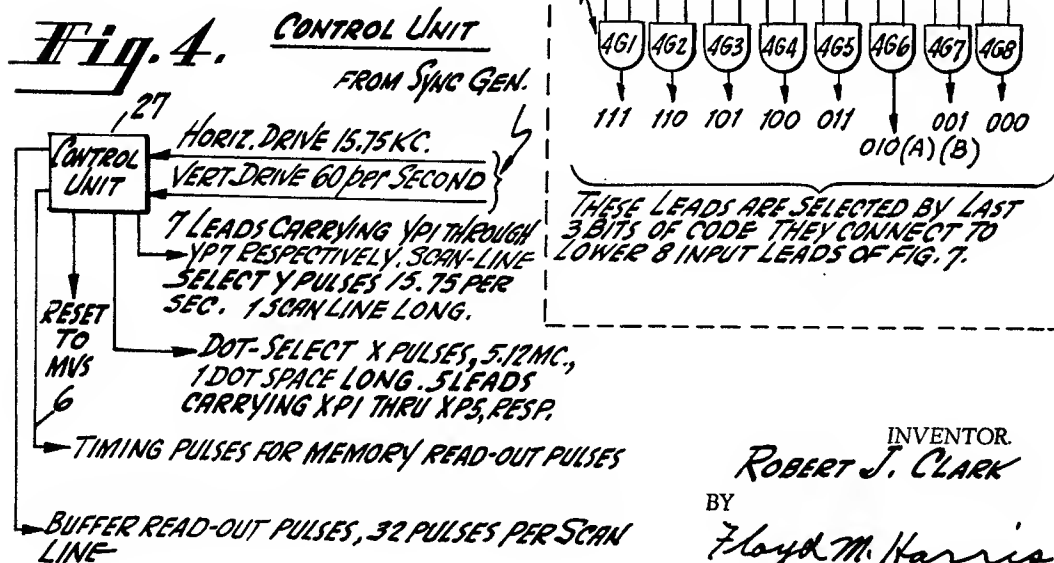 Fig. 4.
CONTROL UNIT
FROM SYNC GEN.
27
CONTROL
UNIT
HORIZ. DRIVE 15.75 KC.
VERT. DRIVE 60 per SECOND
7 LEADS CARRYING YP1 THROUGH
YP7 RESPECTIVELY. SCAN-LINE
SELECT Y PULSES 15.75 PER
SEC. 1 SCAN LINE LONG.
RESET
TO
MVS
6
DOT-SELECT X PULSES, 5.12 MC.,
1 DOT SPACE LONG. 5 LEADS
CARRYING XP1 THRU XP5, RESP.
TIMING PULSES FOR MEMORY READ-OUT PULSES
BUFFER READ-OUT PULSES, 32 PULSES PER SCAN
LINE
4G1 4G2 4G3 4G4 4G5 4G6 4G7 4G8
111 110 101 100 011 010(A)(B) 001 000
THESE LEADS ARE SELECTED BY LAST
3 BITS OF CODE THEY CONNECT TO
LOWER 8 INPUT LEADS OF FIG. 7.
INVENTOR.
ROBERT J. CLARK
BY
Floyd M. Harris